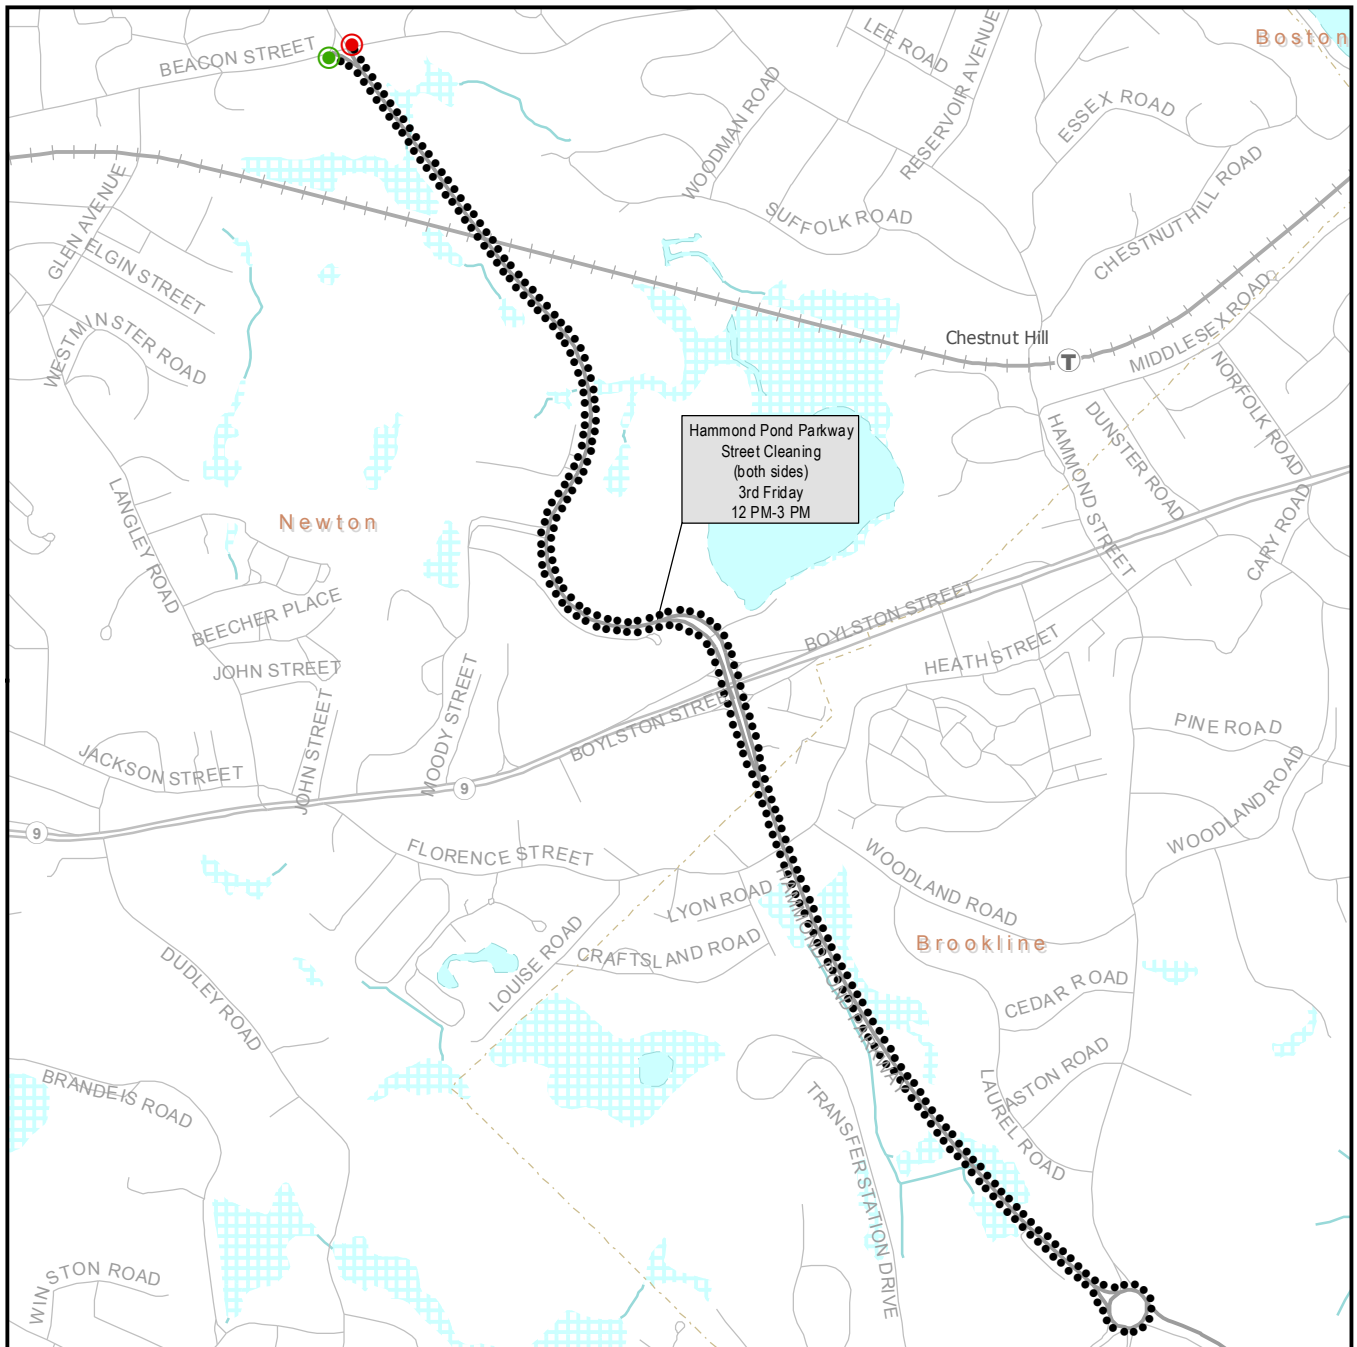 BEACON STREET
LEE ROAD
RESERVOIR AVENUE
Boston
WOODMAN ROAD
ESSEX ROAD
CHESTNUT HILL ROAD
SUFFOLK ROAD
GLEN AVENUE
ELGIN STREET
WESTMINSTER ROAD
Chestnut Hill
T
MIDDLESEX ROAD
NORFOLK ROAD
DUNSTER ROAD
HAMMOND STREET
CARY ROAD
Hammond Pond Parkway
Street Cleaning
(both sides)
3rd Friday
12 PM-3 PM
Newton
LANGLEY ROAD
BEECHER PLACE
JOHN STREET
JOHN STREET
MOODY STREET
BOYLSTON STREET
BOYLSTON STREET
HEATH STREET
PINE ROAD
WOODLAND ROAD
JACKSON STREET
9
9
FLORENCE STREET
WOODLAND ROAD
LYON ROAD
HAMMOND POND PARKWAY
CRAFTSLAND ROAD
LOUISE ROAD
Brookline
CEDAR ROAD
DUDLEY ROAD
BRANDEIS ROAD
ASTON ROAD
LAUREL ROAD
TRANSFER STATION DRIVE
WINSTON ROAD